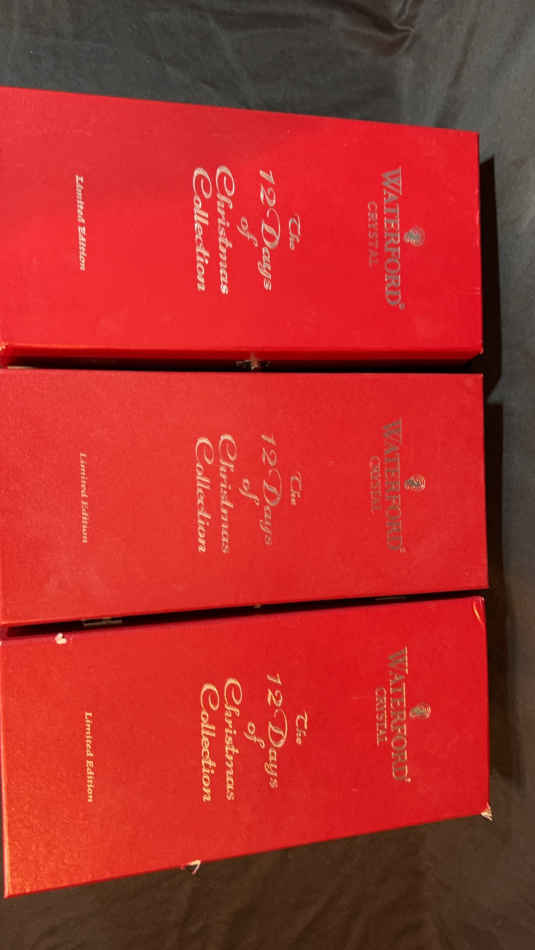 WATERFORD®
CRYSTAL
The
12 Days
of
Christmas
Collection
Limited Edition
WATERFORD®
CRYSTAL
The
12 Days
of
Christmas
Collection
Limited Edition
WATERFORD®
CRYSTAL
The
12 Days
of
Christmas
Collection
Limited Edition